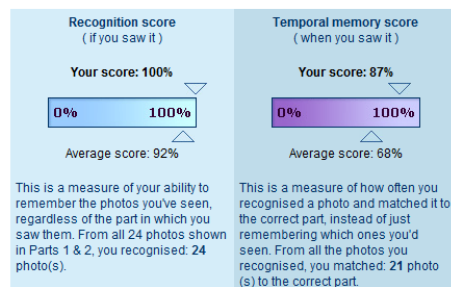 Recognition score
( if you saw it )
Your score: 100%
0% 100%
Average score: 92%
This is a measure of your ability to
remember the photos you've seen,
regardless of the part in which you
saw them. From all 24 photos shown
in Parts 1 & 2, you recognised: 24
photo(s).
Temporal memory score
( when you saw it )
Your score: 87%
0% 100%
Average score: 68%
This is a measure of how often you
recognised a photo and matched it to
the correct part, instead of just
remembering which ones you'd
seen. From all the photos you
recognised, you matched: 21 photo
(s) to the correct part.